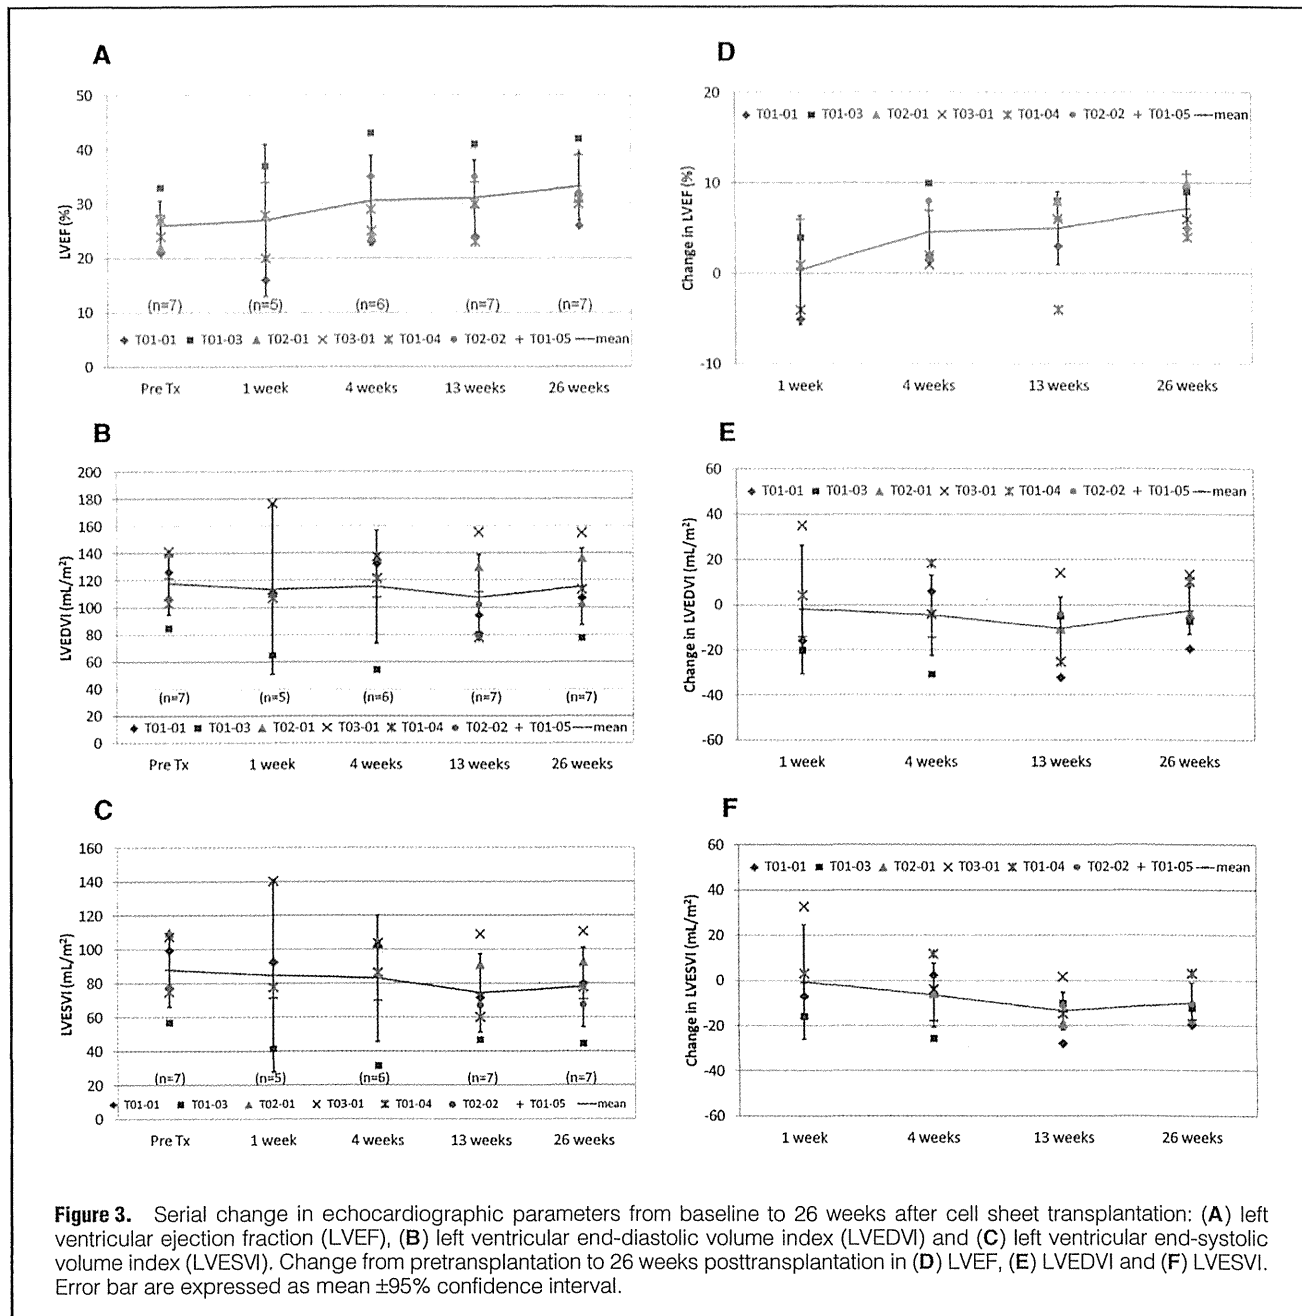 A
50
40
30
20
10
0
LVEF (%)
(n=7) (n=5) (n=6) (n=7) (n=7)
T01-01 T01-03 T02-01 T03-01 T01-04 T02-02 T01-05 mean
Pre Tx 1 week 4 weeks 13 weeks 26 weeks
D
20
10
0
-10
Change in LVEF (%)
T01-01 T01-03 T02-01 T03-01 T01-04 T02-02 T01-05 mean
1 week 4 weeks 13 weeks 26 weeks
B
200
180
160
140
120
100
80
60
40
20
0
LVEDVI (mL/m²)
(n=7) (n=5) (n=6) (n=7) (n=7)
T01-01 T01-03 T02-01 T03-01 T01-04 T02-02 T01-05 mean
Pre Tx 1 week 4 weeks 13 weeks 26 weeks
E
60
40
20
0
-20
-40
-60
Change in LVEDVI (mL/m²)
T01-01 T01-03 T02-01 T03-01 T01-04 T02-02 T01-05 mean
1 week 4 weeks 13 weeks 26 weeks
C
160
140
120
100
80
60
40
20
0
LVESVI (mL/m²)
(n=7) (n=5) (n=6) (n=7) (n=7)
T01-01 T01-03 T02-01 T03-01 T01-04 T02-02 T01-05 mean
Pre Tx 1 week 4 weeks 13 weeks 26 weeks
F
60
40
20
0
-20
-40
-60
Change in LVESVI (mL/m²)
T01-01 T01-03 T02-01 T03-01 T01-04 T02-02 T01-05 mean
1 week 4 weeks 13 weeks 26 weeks
Figure 3. Serial change in echocardiographic parameters from baseline to 26 weeks after cell sheet transplantation: (A) left
ventricular ejection fraction (LVEF), (B) left ventricular end-diastolic volume index (LVEDVI) and (C) left ventricular end-systolic
volume index (LVESVI). Change from pretransplantation to 26 weeks posttransplantation in (D) LVEF, (E) LVEDVI and (F) LVESVI.
Error bar are expressed as mean ±95% confidence interval.